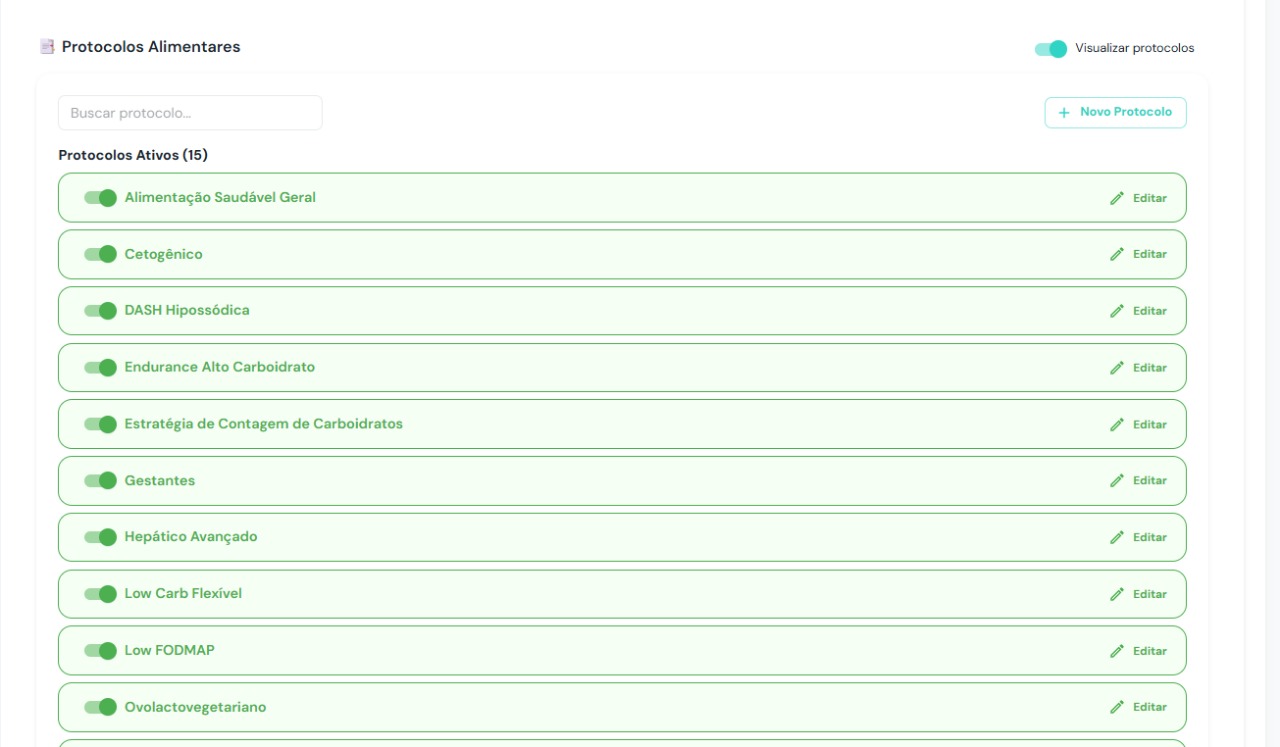 Protocolos Alimentares
Visualizar protocolos
Buscar protocolo...
Novo Protocolo
Protocolos Ativos (15)
Alimentação Saudável Geral
Editar
Cetogênico
Editar
DASH Hipossódica
Editar
Endurance Alto Carboidrato
Editar
Estratégia de Contagem de Carboidratos
Editar
Gestantes
Editar
Hepático Avançado
Editar
Low Carb Flexível
Editar
Low FODMAP
Editar
Ovolactovegetariano
Editar